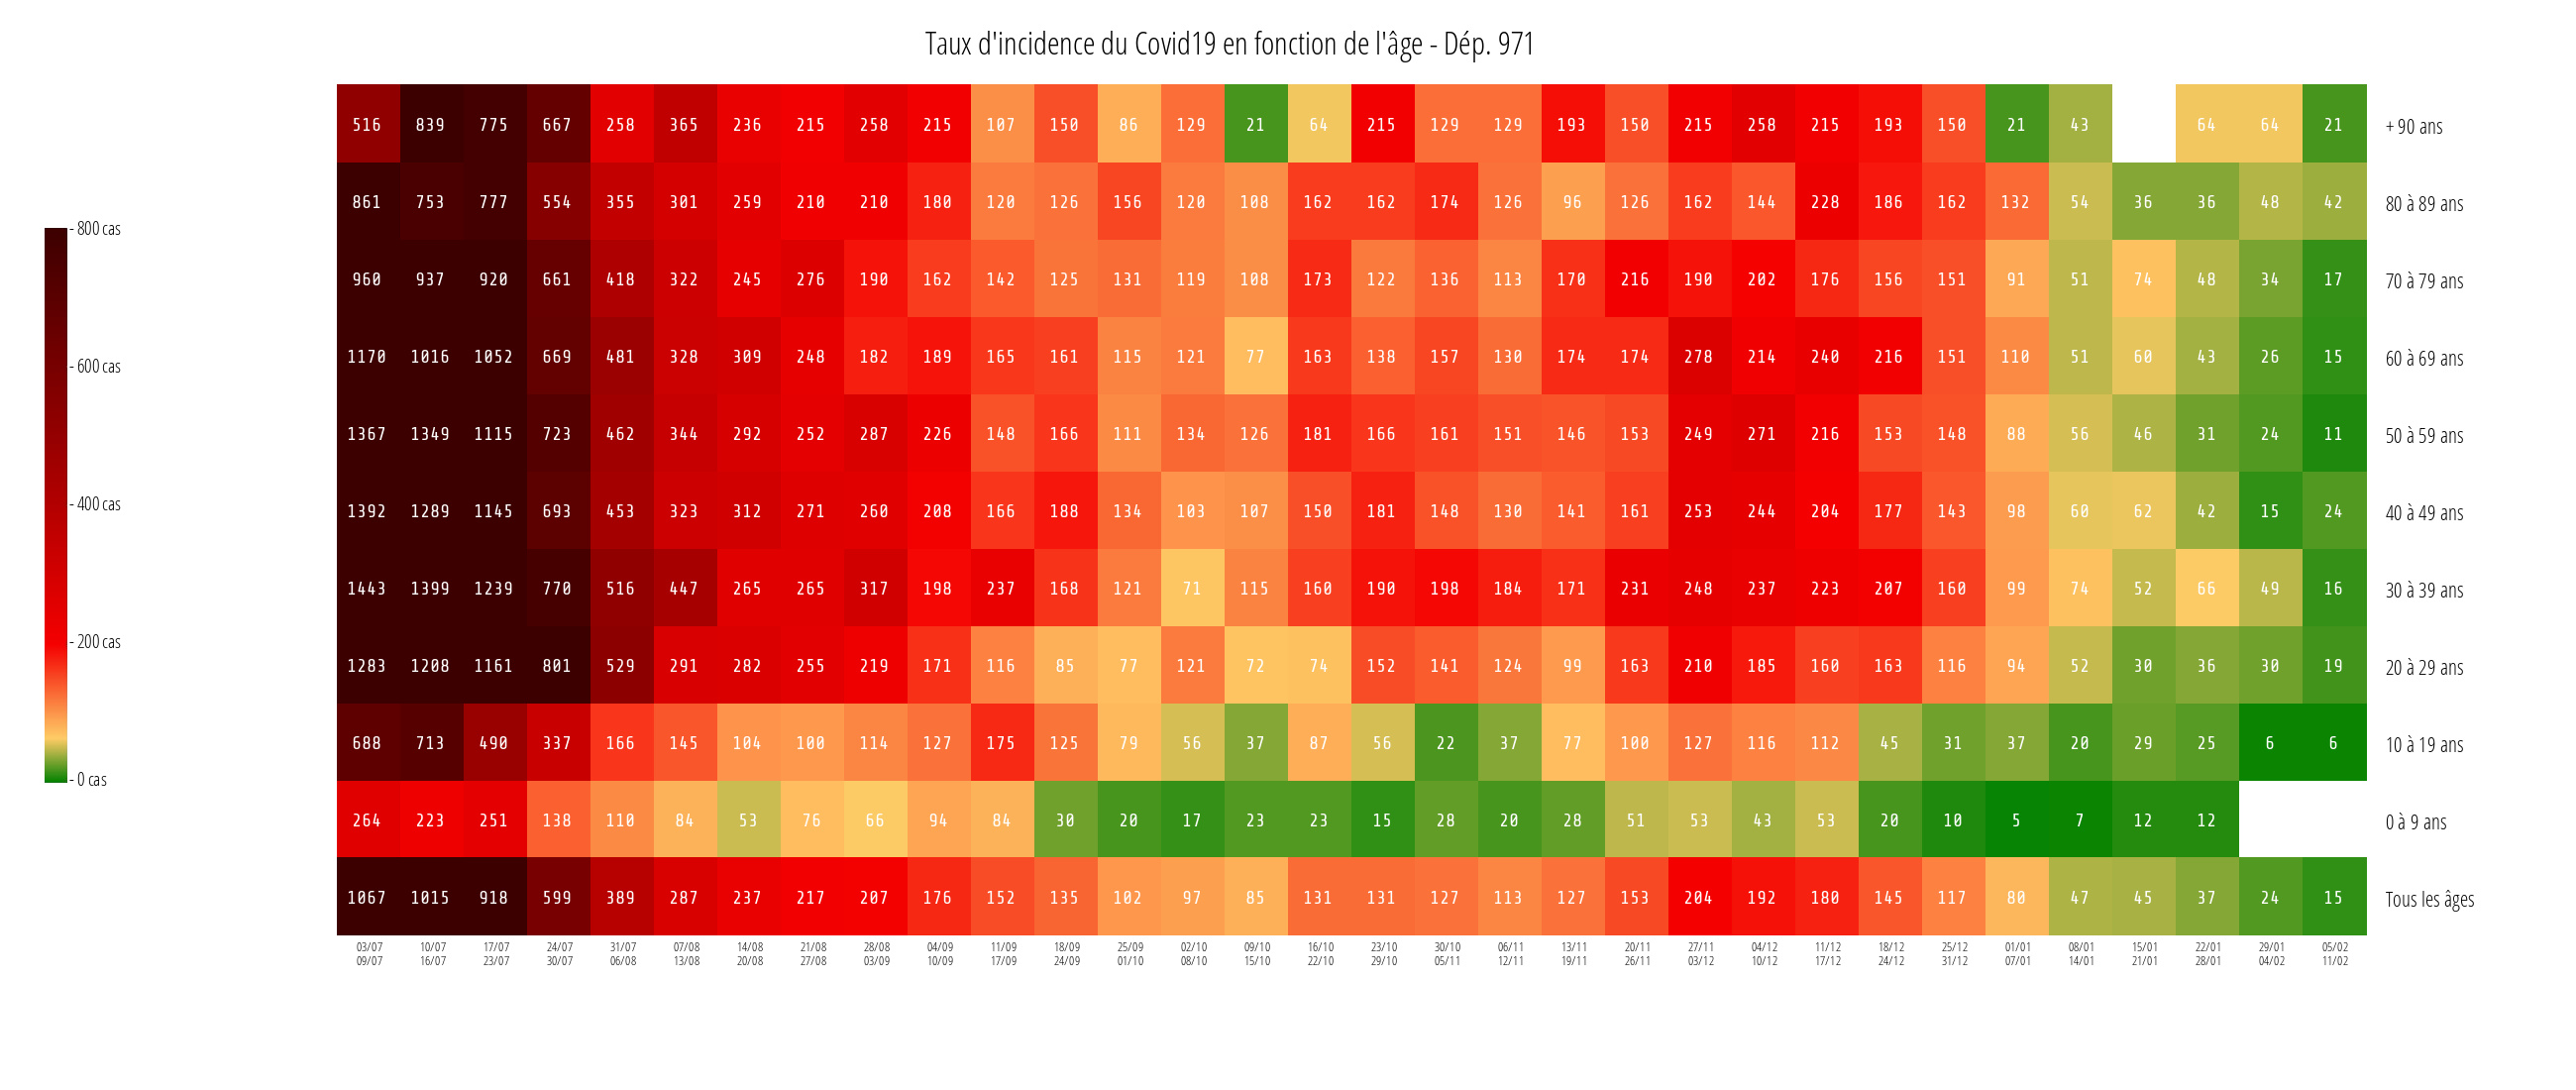 Taux d'incidence du Covid19 en fonction de l'âge - Dép. 971
- 800 cas
- 600 cas
- 400 cas
- 200 cas
- 0 cas
516 839 775 667 258 365 236 215 258 215 107 150 86 129 21 64 215 129 129 193 150 215 258 215 193 150 21 43 64 64 21 + 90 ans
861 753 777 554 355 301 259 210 210 180 120 126 156 120 108 162 162 174 126 96 126 162 144 228 186 162 132 54 36 36 48 42 80 à 89 ans
960 937 920 661 418 322 245 276 190 162 142 125 131 119 108 173 122 136 113 170 216 190 202 176 156 151 91 51 74 48 34 17 70 à 79 ans
1170 1016 1052 669 481 328 309 248 182 189 165 161 115 121 77 163 138 157 130 174 174 278 214 240 216 151 110 51 60 43 26 15 60 à 69 ans
1367 1349 1115 723 462 344 292 252 287 226 148 166 111 134 126 181 166 161 151 146 153 249 271 216 153 148 88 56 46 31 24 11 50 à 59 ans
1392 1289 1145 693 453 323 312 271 260 208 166 188 134 103 107 150 181 148 130 141 161 253 244 204 177 143 98 60 62 42 15 24 40 à 49 ans
1443 1399 1239 770 516 447 265 265 317 198 237 168 121 71 115 160 190 198 184 171 231 248 237 223 207 160 99 74 52 66 49 16 30 à 39 ans
1283 1208 1161 801 529 291 282 255 219 171 116 85 77 121 72 74 152 141 124 99 163 210 185 160 163 116 94 52 30 36 30 19 20 à 29 ans
688 713 490 337 166 145 104 100 114 127 175 125 79 56 37 87 56 22 37 77 100 127 116 112 45 31 37 20 29 25 6 6 10 à 19 ans
264 223 251 138 110 84 53 76 66 94 84 30 20 17 23 23 15 28 20 28 51 53 43 53 20 10 5 7 12 12 0 à 9 ans
1067 1015 918 599 389 287 237 217 207 176 152 135 102 97 85 131 131 127 113 127 153 204 192 180 145 117 80 47 45 37 24 15 Tous les âges
03/07 10/07 17/07 24/07 31/07 07/08 14/08 21/08 28/08 04/09 11/09 18/09 25/09 02/10 09/10 16/10 23/10 30/10 06/11 13/11 20/11 27/11 04/12 11/12 18/12 25/12 01/01 08/01 15/01 22/01 29/01 05/02
09/07 16/07 23/07 30/07 06/08 13/08 20/08 27/08 03/09 10/09 17/09 24/09 01/10 08/10 15/10 22/10 29/10 05/11 12/11 19/11 26/11 03/12 10/12 17/12 24/12 31/12 07/01 14/01 21/01 28/01 04/02 11/02